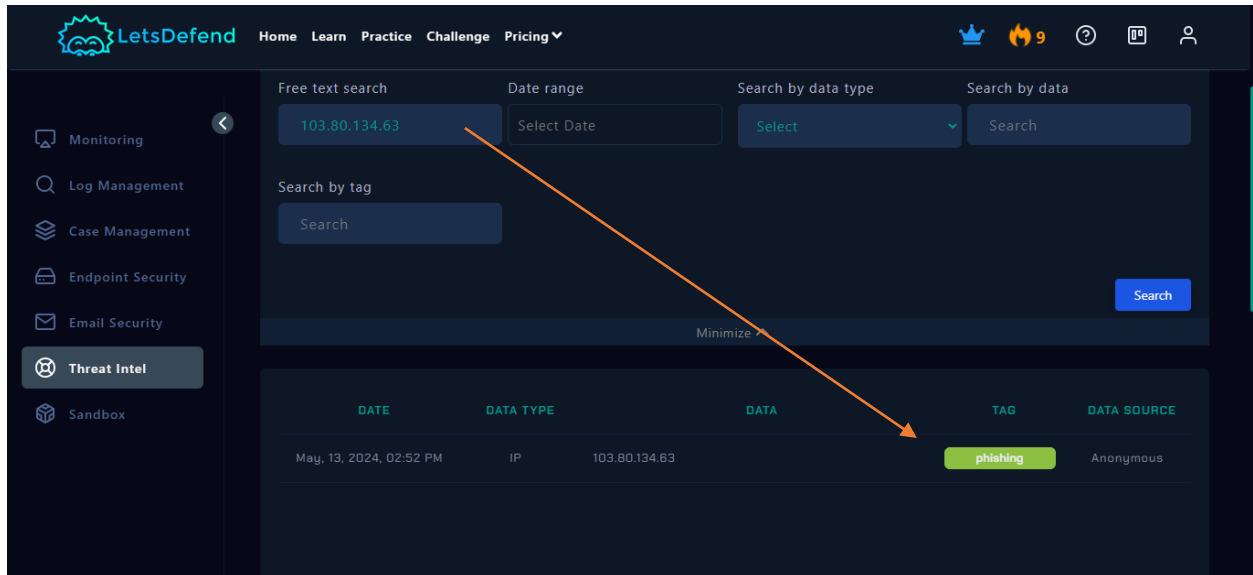 LetsDefend Home Learn Practice Challenge Pricing 9
Free text search Date range Search by data type Search by data
103.80.134.63 Select Date Select Search
Search by tag
Search
Search
Minimize
Monitoring
Log Management
Case Management
Endpoint Security
Email Security
Threat Intel
Sandbox
DATE DATA TYPE DATA TAG DATA SOURCE
May, 13, 2024, 02:52 PM IP 103.80.134.63 phishing Anonymous